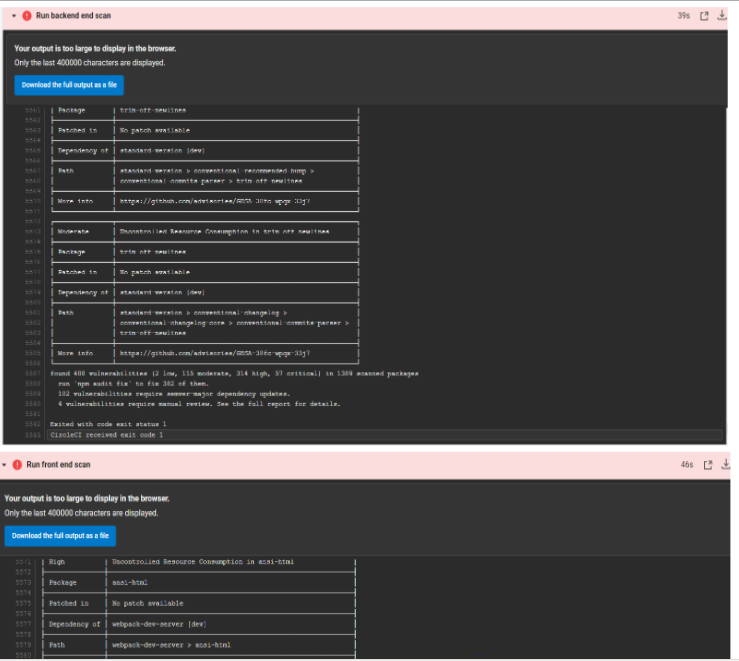 Run backend end scan 39s
Your output is too large to display in the browser.
Only the last 400000 characters are displayed.
Download the full output as a file
5561 | Package | trim-off-newlines
5562
5563 | Patched in | No patch available
5564
5565 | Dependency of | standard-version [dev]
5566
5567 | Path | standard-version > conventional-recommended-bump >
5568 | conventional-commits-parser > trim-off-newlines
5569
5570 | More info | https://github.com/advisories/
5571
5572
5573 | Moderate | Uncontrolled Resource Consumption in trim-off-newlines
5574
5575 | Package | trim-off-newlines
5576
5577 | Patched in | No patch available
5578
5579 | Dependency of | standard-version [dev]
5580
5581 | Path | standard-version > conventional-changelog >
5582 | conventional-changelog-core > conventional-commits-parser >
5583 | trim-off-newlines
5584
5585 | More info | https://github.com/advisories/
5586
5587 found 488 vulnerabilities (2 low, 115 moderate, 314 high, 57 critical) in 1389 scanned packages
5588 run `npm audit fix` to fix 382 of them.
5589 102 vulnerabilities require semver-major dependency updates.
5590 4 vulnerabilities require manual review. See the full report for details.
5591
5592 Exited with code exit status 1
5593 CircleCI received exit code 1
Run front end scan 46s
Your output is too large to display in the browser.
Only the last 400000 characters are displayed.
Download the full output as a file
5571 | High | Uncontrolled Resource Consumption in ansi-html
5572
5573 | Package | ansi-html
5574
5575 | Patched in | No patch available
5576
5577 | Dependency of | webpack-dev-server [dev]
5578
5579 | Path | webpack-dev-server > ansi-html
5580